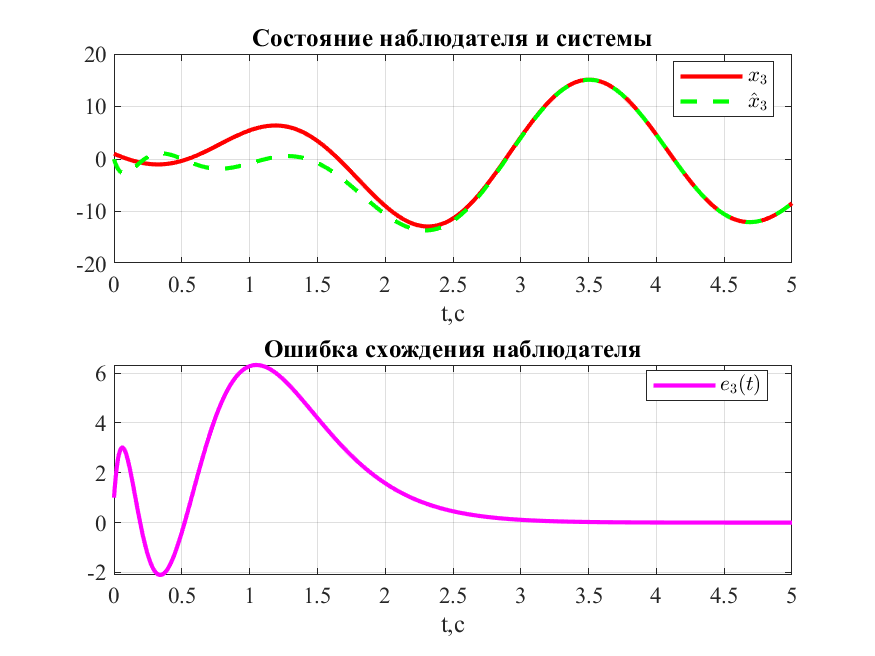 Состояние наблюдателя и системы
20
10
0
-10
-20
x₃
x̂₃
0 0.5 1 1.5 2 2.5 3 3.5 4 4.5 5
t,c
Ошибка схождения наблюдателя
6
4
2
0
-2
e₃(t)
0 0.5 1 1.5 2 2.5 3 3.5 4 4.5 5
t,c